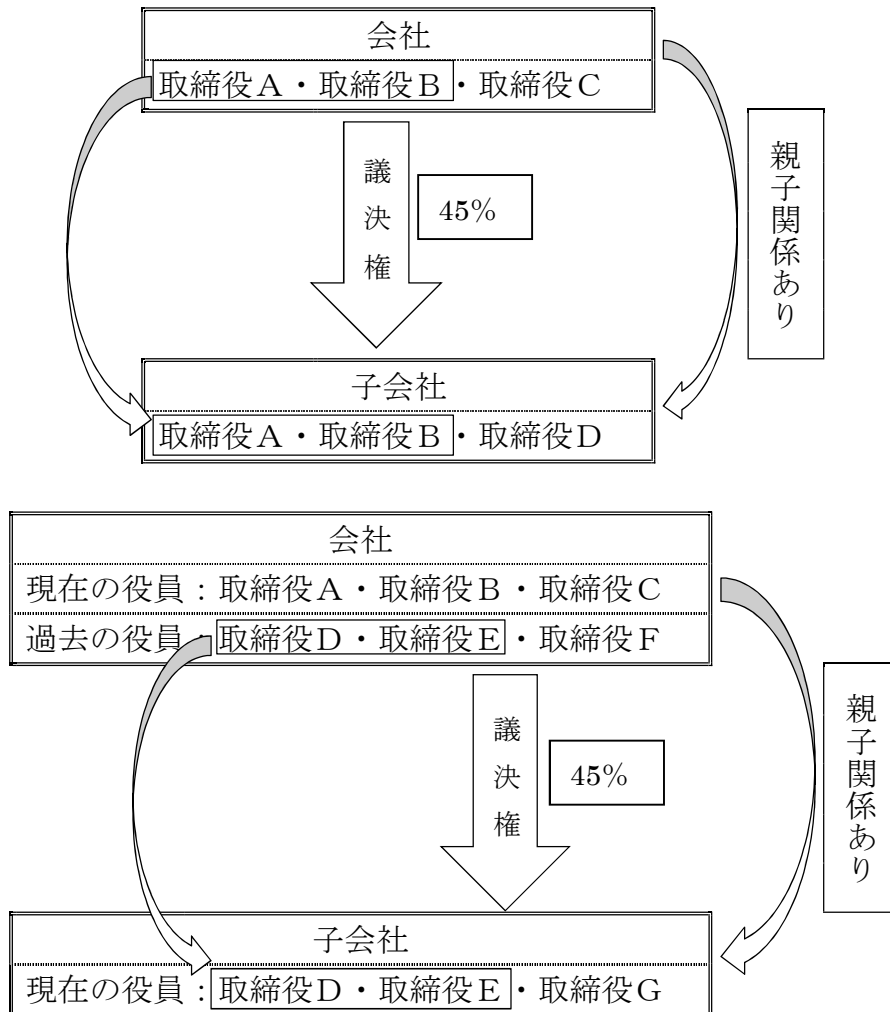 会社
取締役A・取締役B・取締役C
議決権
45%
親子関係あり
子会社
取締役A・取締役B・取締役D
会社
現在の役員:取締役A・取締役B・取締役C
過去の役員:取締役D・取締役E・取締役F
議決権
45%
親子関係あり
子会社
現在の役員:取締役D・取締役E・取締役G